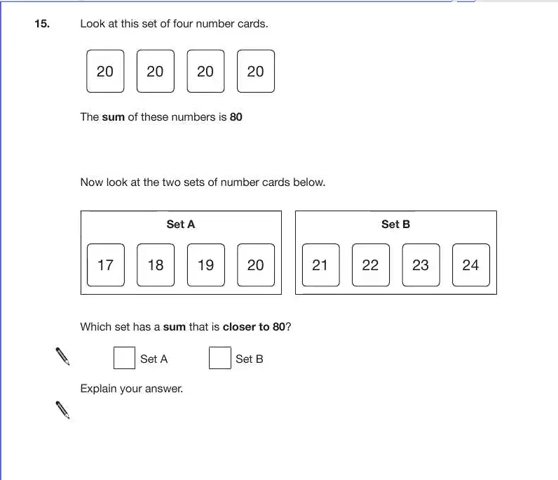 15. Look at this set of four number cards.
20 20 20 20
The sum of these numbers is 80
Now look at the two sets of number cards below.
Set A Set B
17 18 19 20 21 22 23 24
Which set has a sum that is closer to 80?
Set A Set B
Explain your answer.